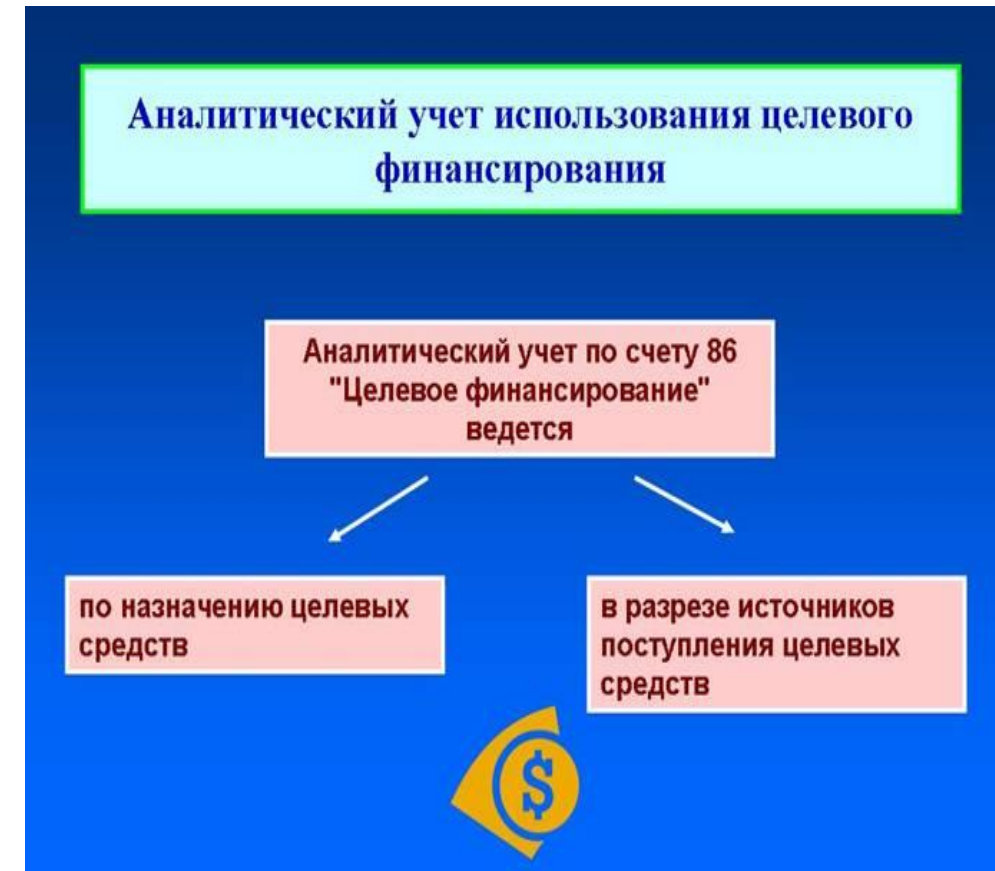 Аналитический учет использования целевого
финансирования
Аналитический учет по счету 86
"Целевое финансирование"
ведется
по назначению целевых
средств
в разрезе источников
поступления целевых
средств
$